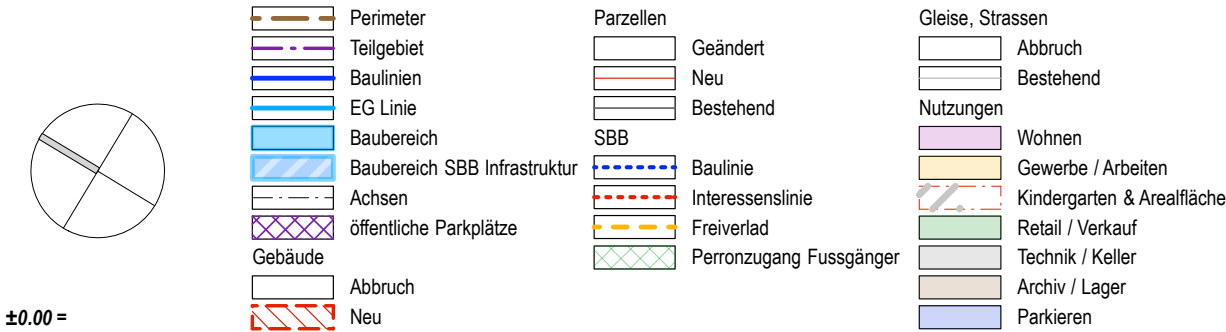 Perimeter
Teilgebiet
Baulinien
EG Linie
Baubereich
Baubereich SBB Infrastruktur
Achsen
öffentliche Parkplätze
Gebäude
Abbruch
Neu
Parzellen
Geändert
Neu
Bestehend
SBB
Baulinie
Interessenslinie
Freiverlad
Perronzugang Fussgänger
Gleise, Strassen
Abbruch
Bestehend
Nutzungen
Wohnen
Gewerbe / Arbeiten
Kindergarten & Arealfläche
Retail / Verkauf
Technik / Keller
Archiv / Lager
Parkieren
±0.00 =